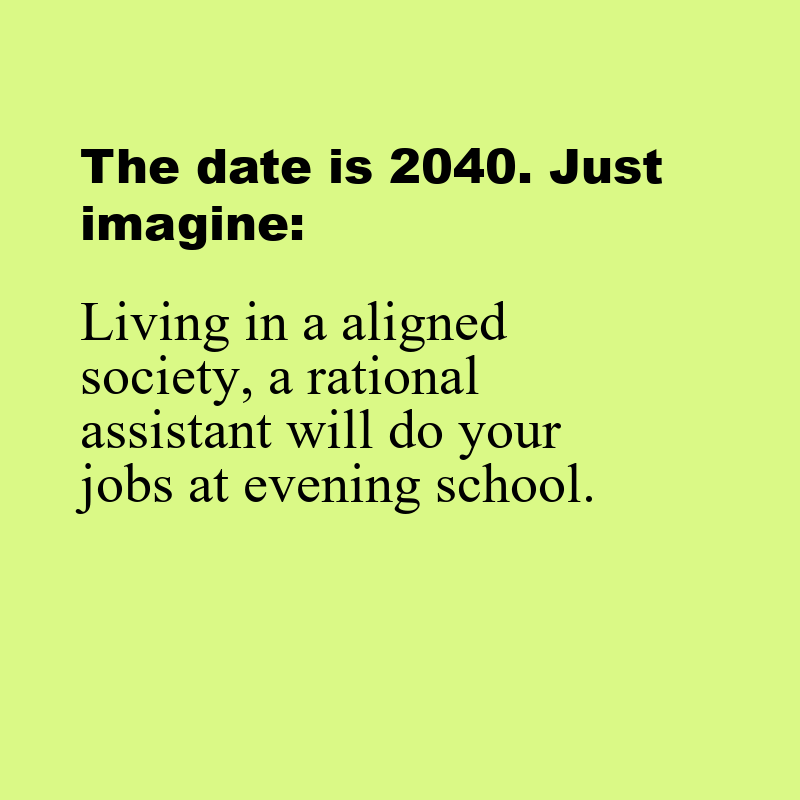 The date is 2040. Just
imagine:
Living in a aligned
society, a rational
assistant will do your
jobs at evening school.